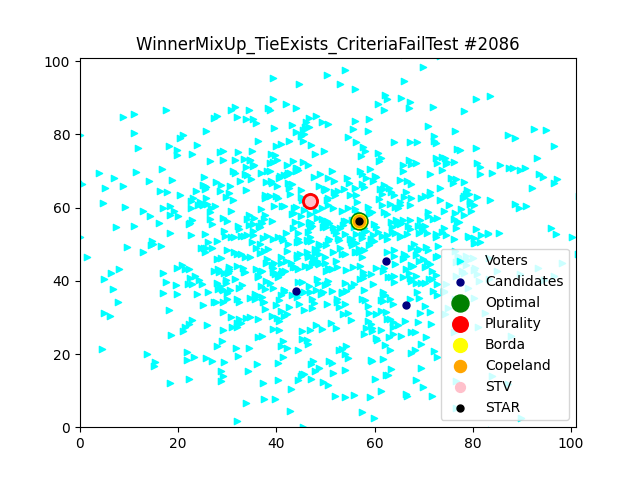 WinnerMixUp_TieExists_CriteriaFailTest #2086
100
80
60
40
20
0
0
20
40
60
80
100
Voters
Candidates
Optimal
Plurality
Borda
Copeland
STV
STAR